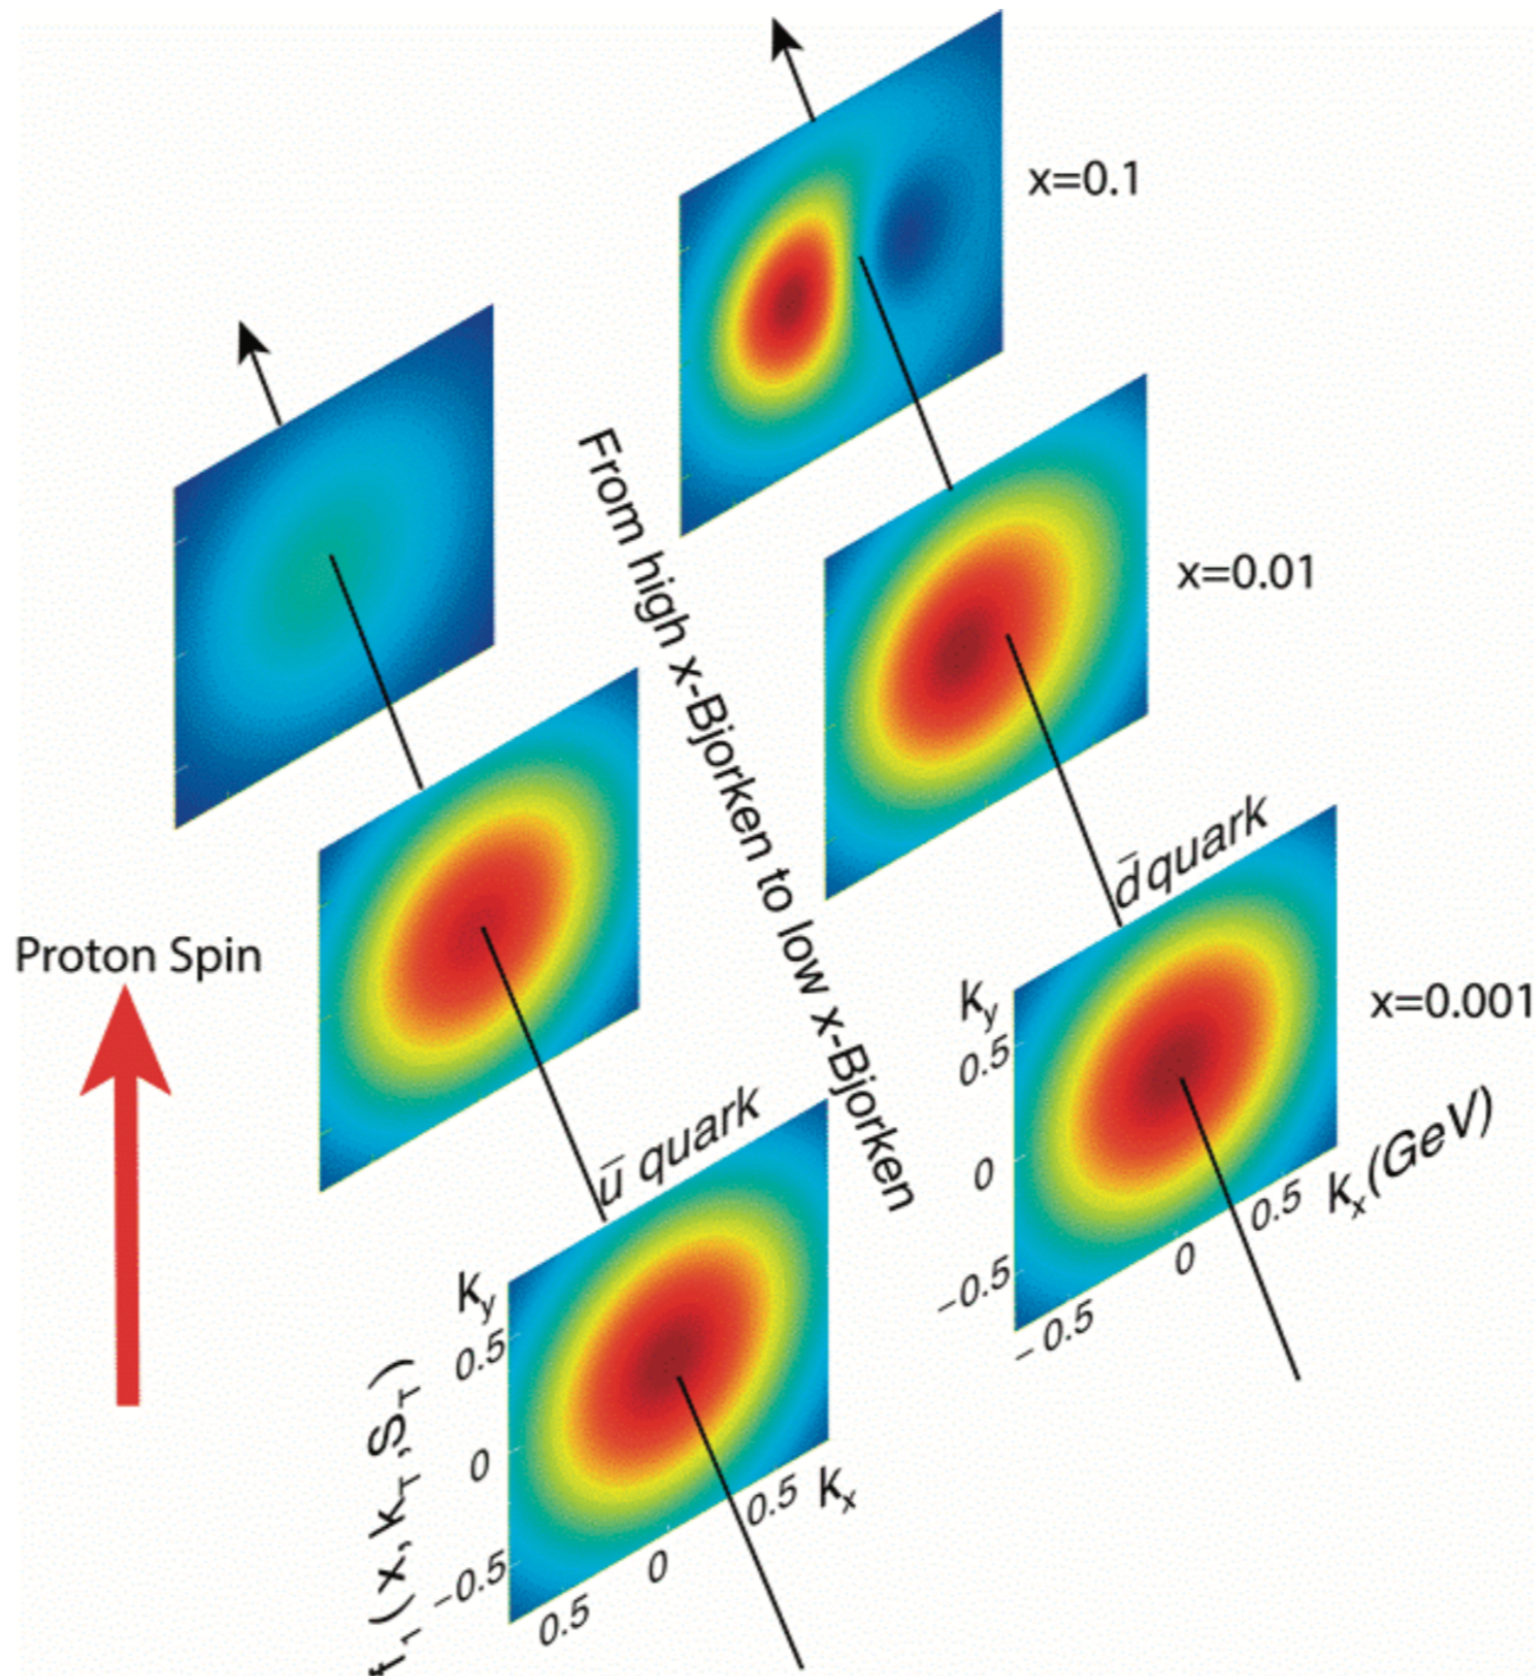 x=0.1
From high x-Bjorken to low x-Bjorken
x=0.01
d̄ quark
Proton Spin
k_y
0.5
0
-0.5
x=0.001
-0.5
0
0.5
k_x (GeV)
ū quark
k_y
0.5
0
-0.5
0.5
0
0.5
k_x
f_1 (x, k_T, S_T)